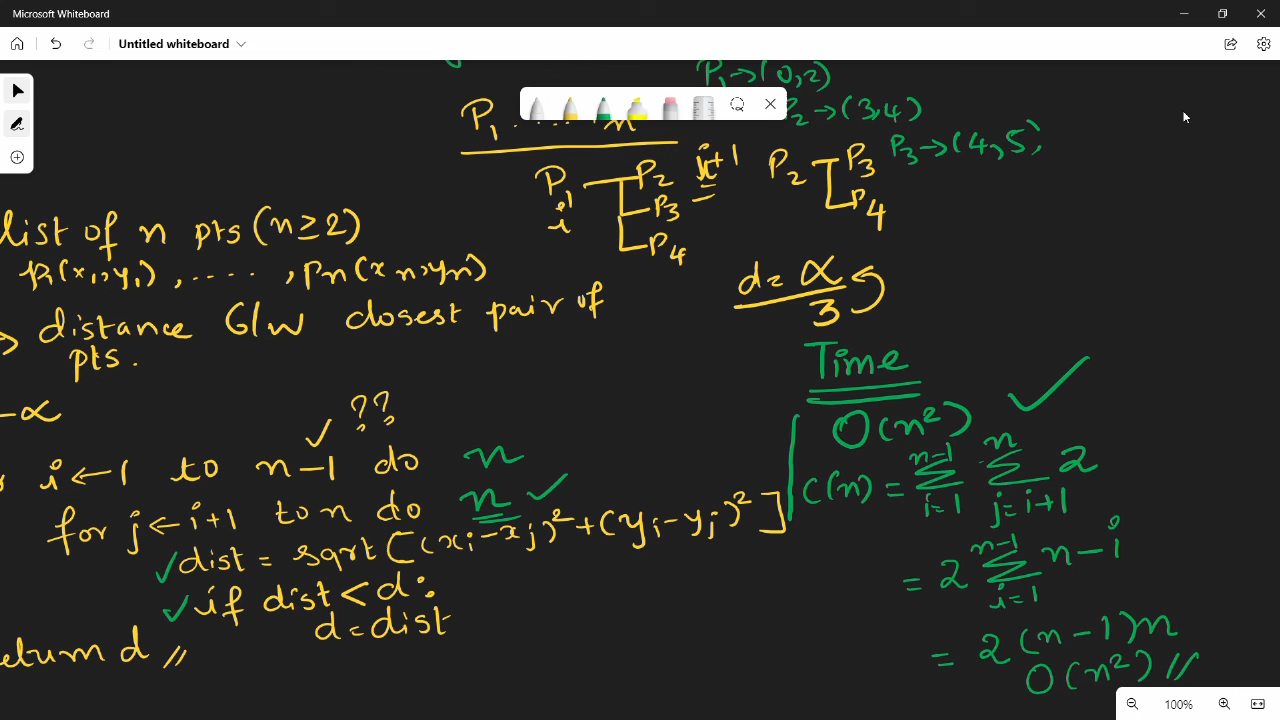 Microsoft Whiteboard
Untitled whiteboard
P1→(0,2)
P1 .... n
P2→(3,4)
P3→(4,5)
P1 P2 P3 P4
i
i+1
P2 P3 P4
list of n pts (n≥2)
P1(x1,y1), ....., Pn(xn,yn)
distance b/w closest pair of
pts.
d= α
3
←α
??
i←1 to n-1 do n
for j←i+1 to n do n
dist = sqrt((xi-xj)²+(yi-yj)²]
if dist<d:
d=dist
return d //
Time
O(n²)
C(n) = Σ i=1 n-1 Σ j=i+1 n 2
= 2 Σ i=1 n-1 n-i
= 2(n-1)n
O(n²) //
100%